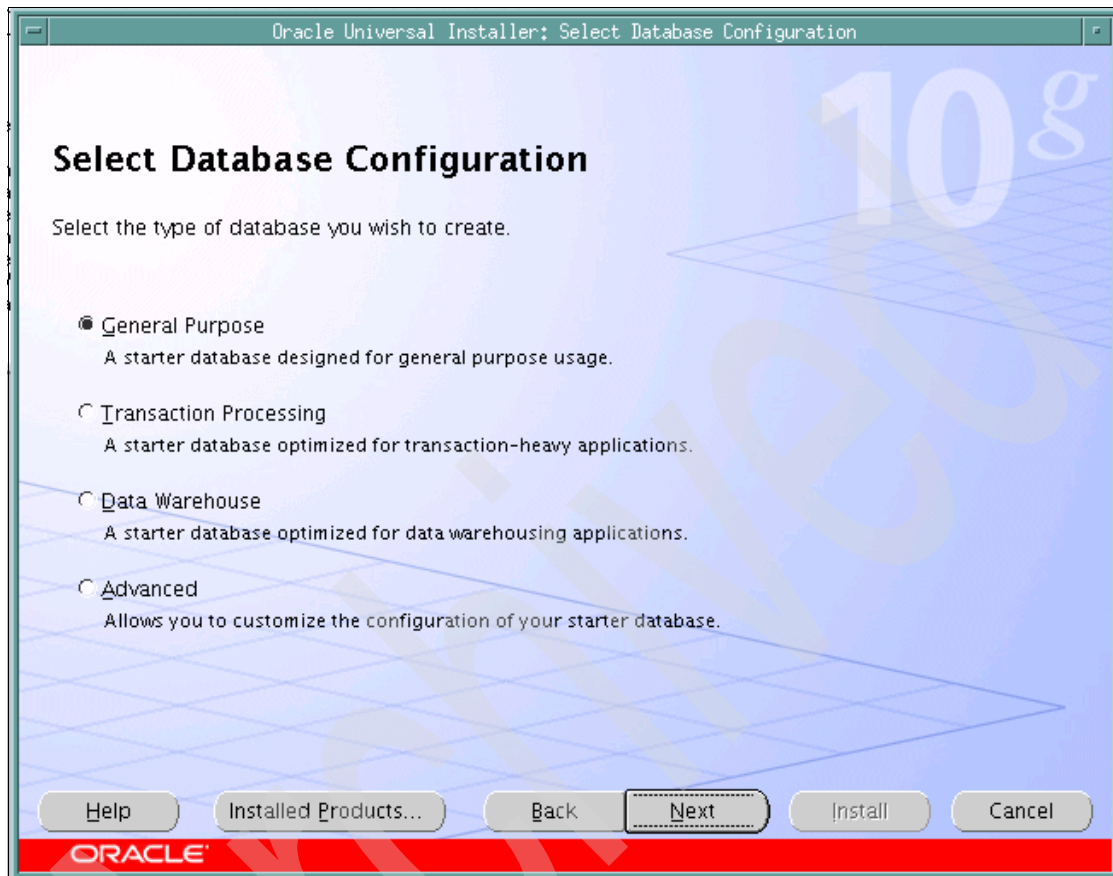 Oracle Universal Installer: Select Database Configuration
10g
Select Database Configuration
Select the type of database you wish to create.
General Purpose
A starter database designed for general purpose usage.
Transaction Processing
A starter database optimized for transaction-heavy applications.
Data Warehouse
A starter database optimized for data warehousing applications.
Advanced
Allows you to customize the configuration of your starter database.
Help Installed Products... Back Next Install Cancel
ORACLE